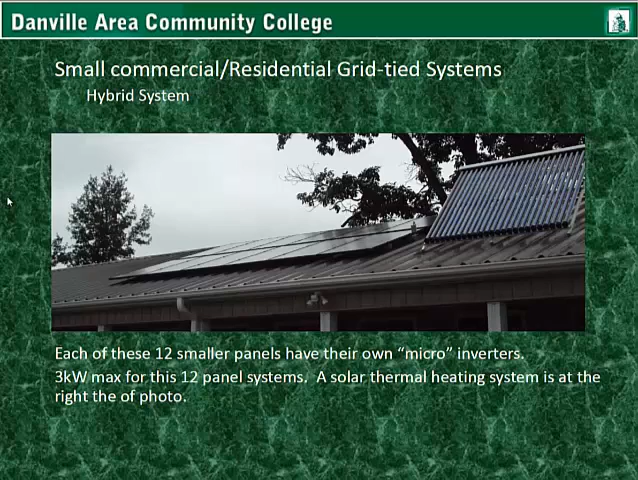 Danville Area Community College
Small commercial/Residential Grid-tied Systems
Hybrid System
Each of these 12 smaller panels have their own “micro” inverters.
3kW max for this 12 panel systems.  A solar thermal heating system is at the
right the of photo.